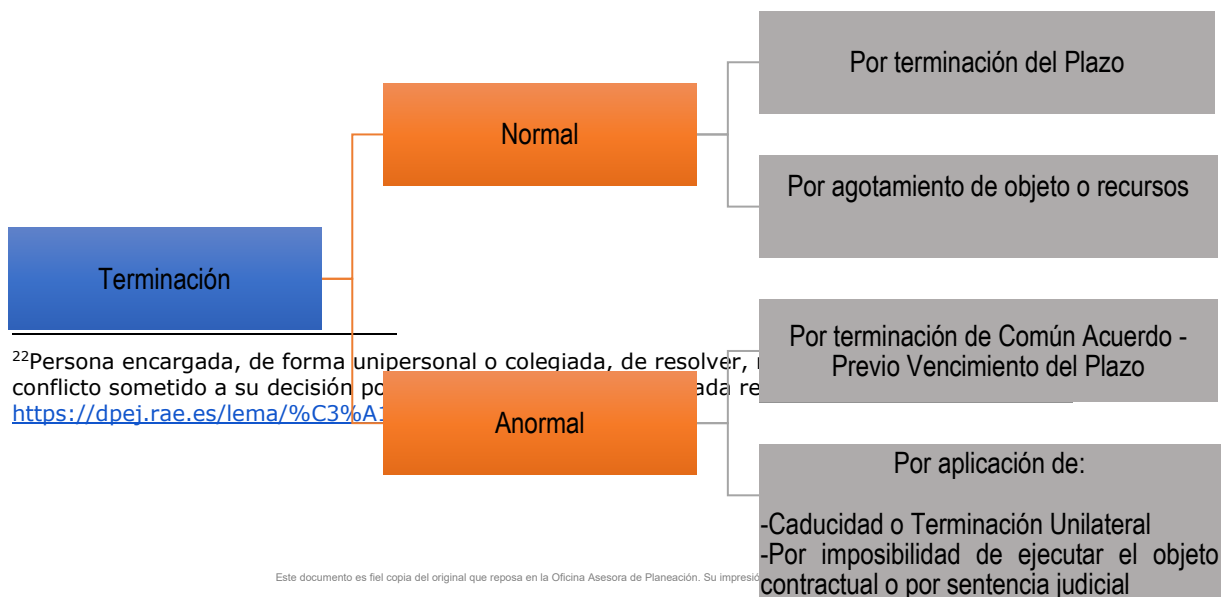 Por terminación del Plazo
Normal
Por agotamiento de objeto o recursos
Terminación
Por terminación de Común Acuerdo -
Previo Vencimiento del Plazo
22Persona encargada, de forma unipersonal o colegiada, de resolver,
conflicto sometido a su decisión
https://dpej.rae.es/lema/%C3%A
Anormal
Por aplicación de:
-Caducidad o Terminación Unilateral
-Por imposibilidad de ejecutar el objeto
contractual o por sentencia judicial
Este documento es fiel copia del original que reposa en la Oficina Asesora de Planeación. Su